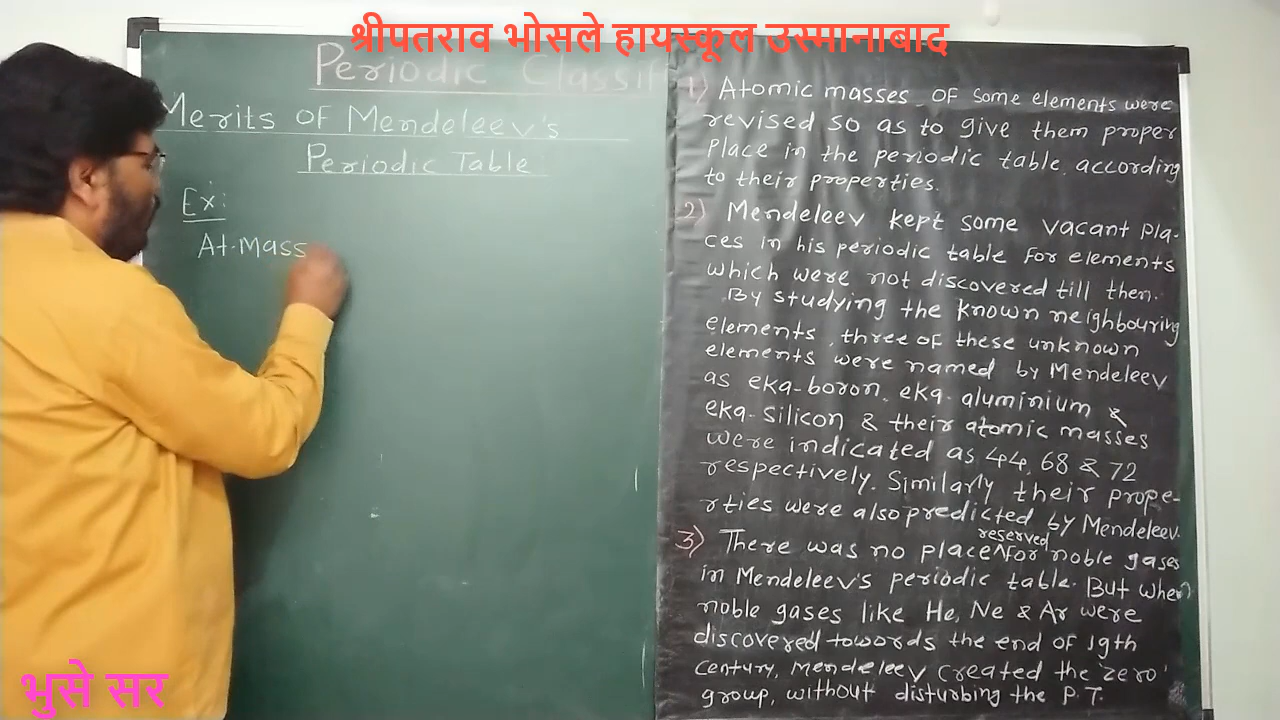 श्रीपतराव भोसले हायस्कूल उस्मानाबाद
Periodic Classif
Merits of Mendeleev's
Periodic Table
Ex:
At.Mass
1) Atomic masses of some elements were
revised so as to give them proper
place in the periodic table according
to their properties.
2) Mendeleev kept some vacant pla-
ces in his periodic table for elements
which were not discovered till then.
By studying the known neighbouring
elements, three of these unknown
elements were named by Mendeleev
as eka-boron, eka-aluminium &
eka-silicon & their atomic masses
were indicated as 44, 68 & 72
respectively. Similarly their prope-
rties were also predicted by Mendeleev.
3) There was no place ^reserved for noble gases
in Mendeleev's periodic table. But when
noble gases like He, Ne & Ar were
discovered towords the end of 19th
century, Mendeleev created the 'zero'
group, without disturbing the P.T.
भुसे सर